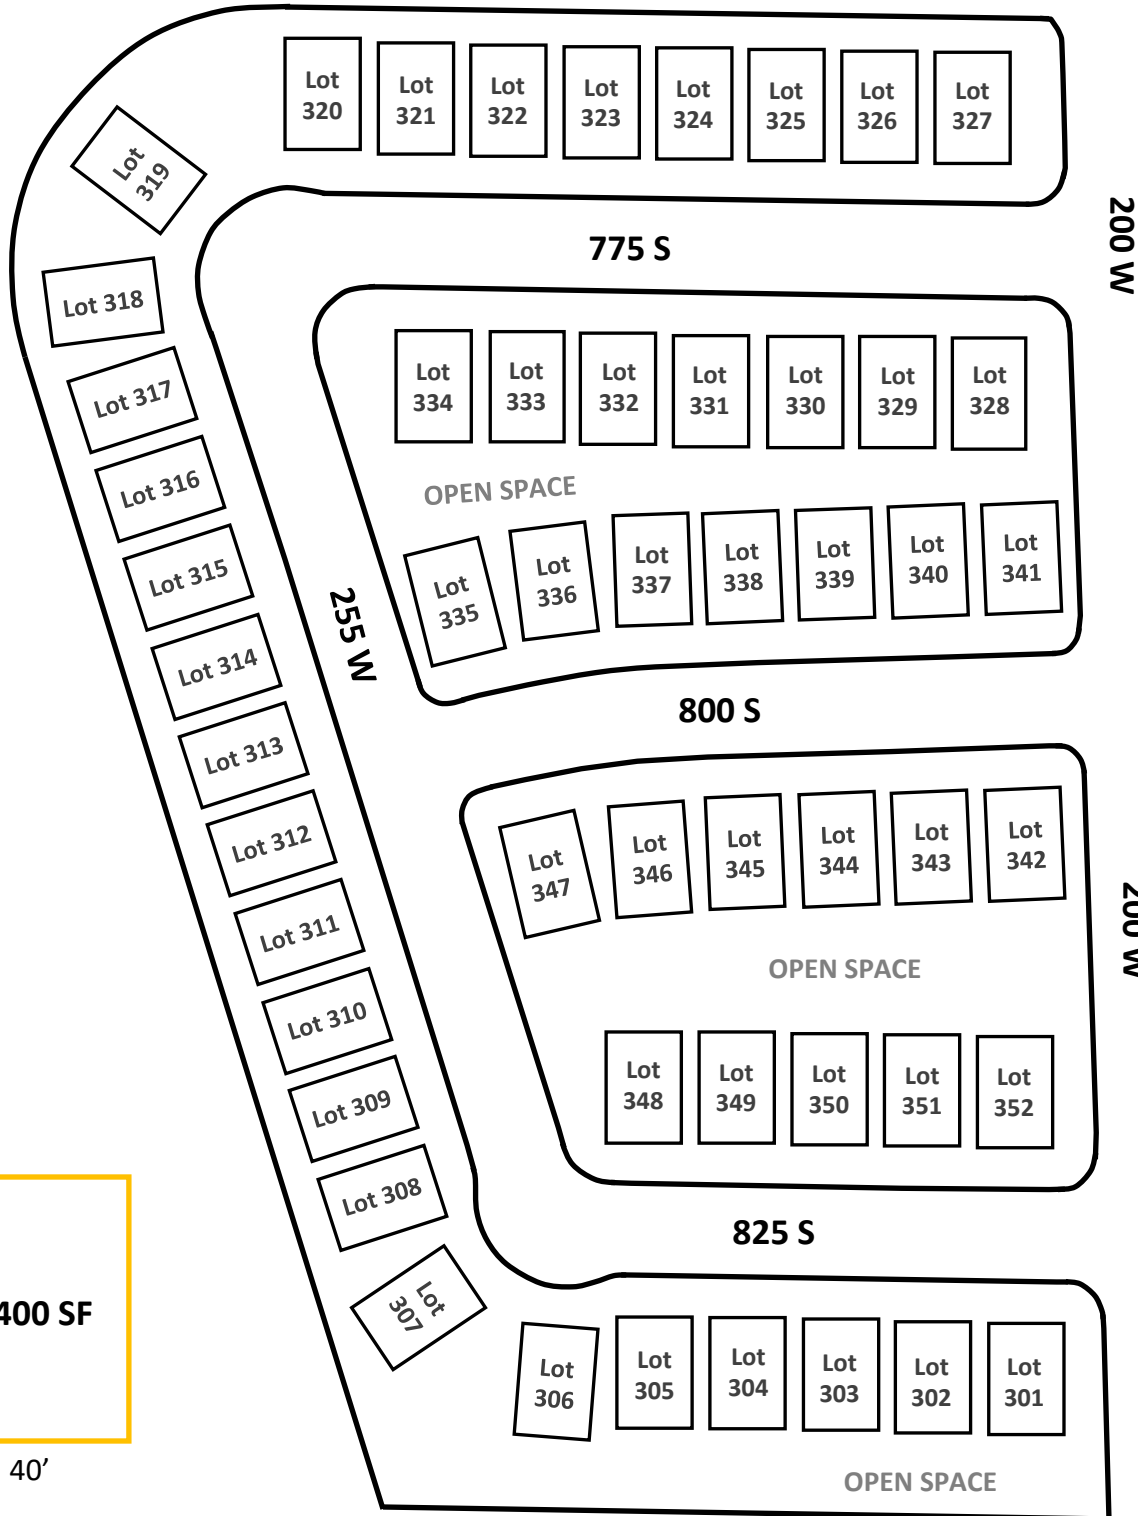 Lot
320
Lot
321
Lot
322
Lot
323
Lot
324
Lot
325
Lot
326
Lot
327
Lot
319
200 W
775 S
Lot 318
Lot 317
Lot 316
Lot 315
Lot 314
Lot 313
Lot 312
Lot 311
Lot 310
Lot 309
Lot 308
Lot
307
255 W
Lot
334
Lot
333
Lot
332
Lot
331
Lot
330
Lot
329
Lot
328
OPEN SPACE
Lot
335
Lot
336
Lot
337
Lot
338
Lot
339
Lot
340
Lot
341
800 S
Lot
347
Lot
346
Lot
345
Lot
344
Lot
343
Lot
342
200 W
OPEN SPACE
Lot
348
Lot
349
Lot
350
Lot
351
Lot
352
825 S
400 SF
40’
Lot
306
Lot
305
Lot
304
Lot
303
Lot
302
Lot
301
OPEN SPACE